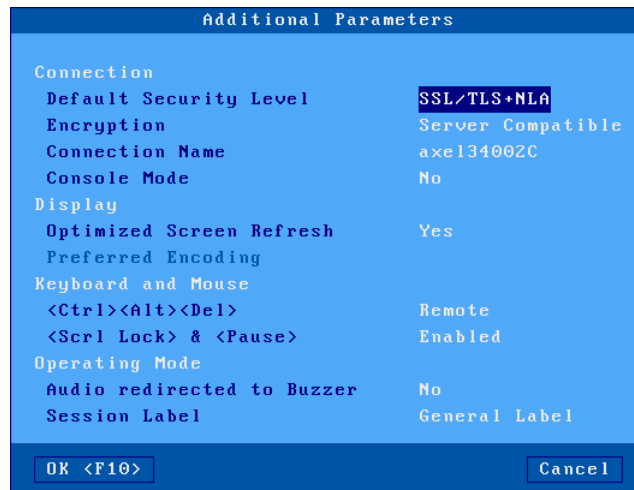 Additional Parameters
Connection
Default Security Level SSL/TLS+NLA
Encryption Server Compatible
Connection Name axel34002C
Console Mode No
Display
Optimized Screen Refresh Yes
Preferred Encoding
Keyboard and Mouse
<Ctrl><Alt><Del> Remote
<Scrl Lock> & <Pause> Enabled
Operating Mode
Audio redirected to Buzzer No
Session Label General Label
OK <F10> Cancel